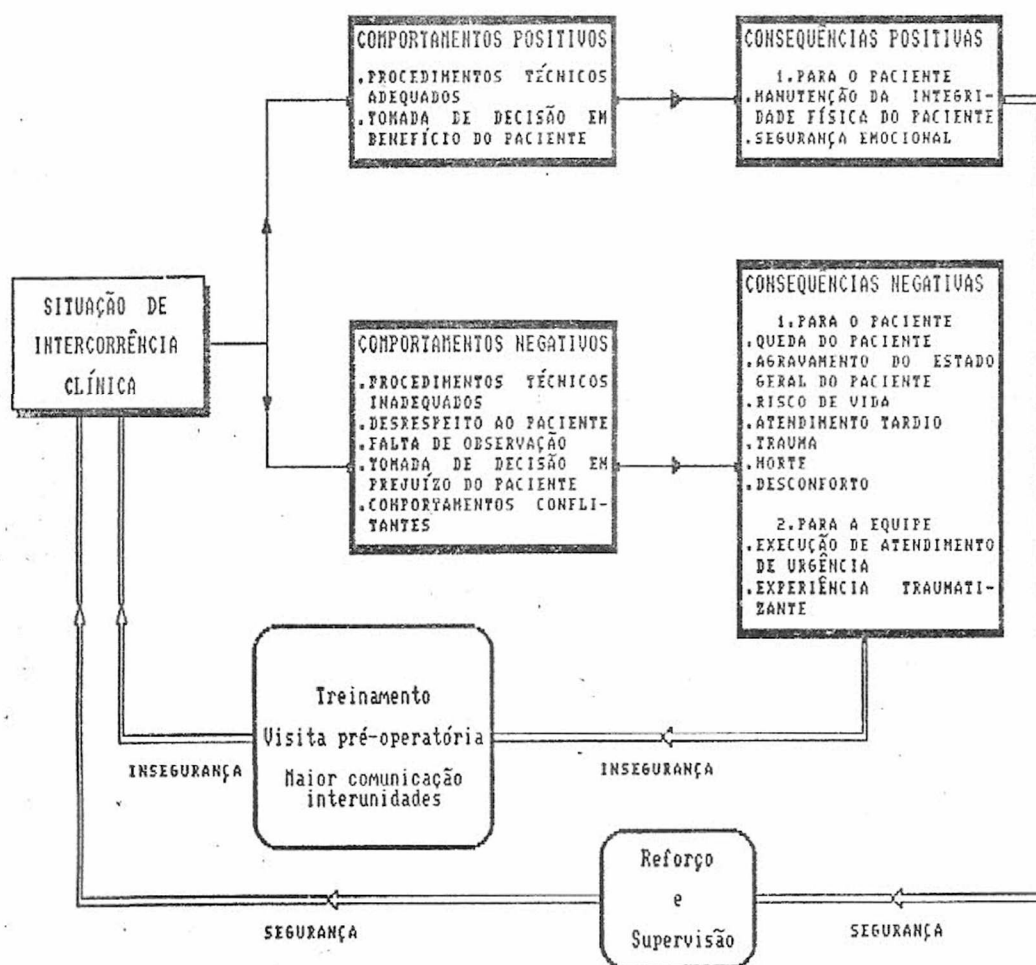 COMPORTAMENTOS POSITIVOS
.PROCEDIMENTOS TÉCNICOS
ADEQUADOS
.TOMADA DE DECISÃO EM
BENEFÍCIO DO PACIENTE
CONSEQUÊNCIAS POSITIVAS
1.PARA O PACIENTE
.MANUTENÇÃO DA INTEGRI-
DADE FÍSICA DO PACIENTE
.SEGURANÇA EMOCIONAL
SITUAÇÃO DE
INTERCORRÊNCIA
CLÍNICA
COMPORTAMENTOS NEGATIVOS
.PROCEDIMENTOS TÉCNICOS
INADEQUADOS
.DESRESPEITO AO PACIENTE
.FALTA DE OBSERVAÇÃO
.TOMADA DE DECISÃO EM
PREJUÍZO DO PACIENTE
.COMPORTAMENTOS CONFLI-
TANTES
CONSEQUENCIAS NEGATIVAS
1.PARA O PACIENTE
.QUEDA DO PACIENTE
.AGRAVAMENTO DO ESTADO
GERAL DO PACIENTE
.RISCO DE VIDA
.ATENDIMENTO TARDIO
.TRAUMA
.MORTE
.DESCONFORTO
2.PARA A EQUIPE
.EXECUÇÃO DE ATENDIMENTO
DE URGÊNCIA
.EXPERIÊNCIA TRAUMATI-
ZANTE
Treinamento
Visita pré-operatória
Maior comunicação
interunidades
INSEGURANÇA
INSEGURANÇA
Reforço
e
Supervisão
SEGURANÇA
SEGURANÇA